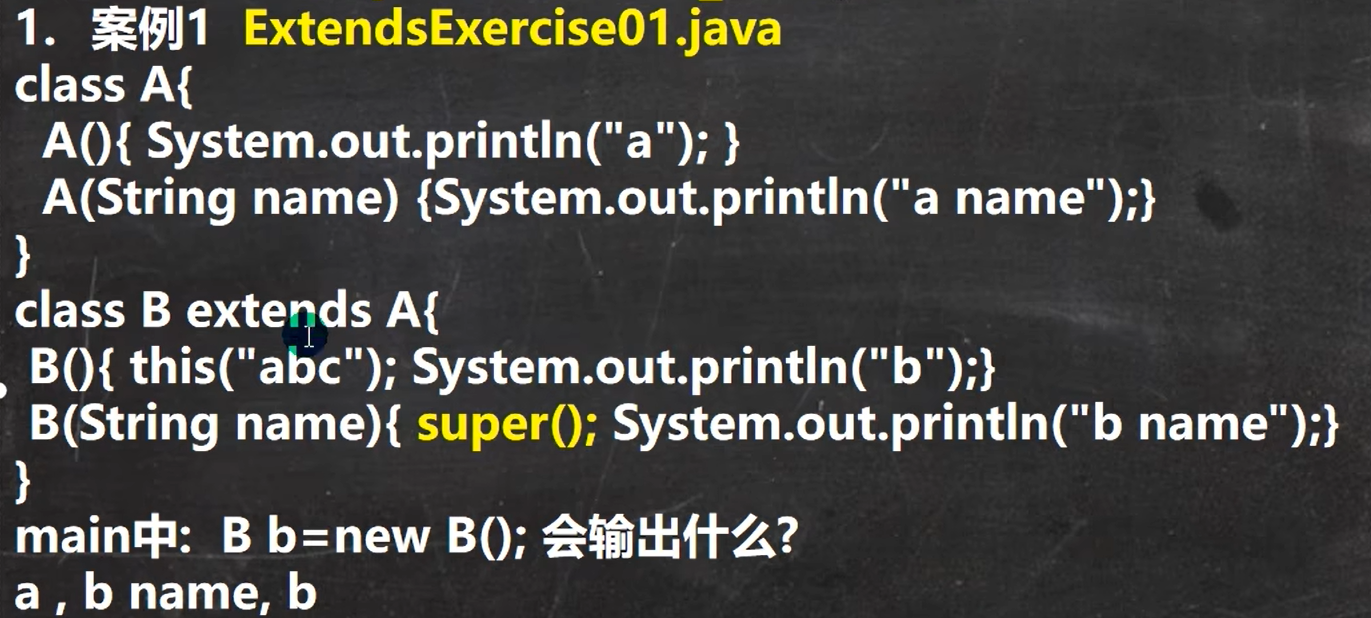 1. 案例1 ExtendsExercise01.java
class A{
A(){ System.out.println("a"); }
A(String name) {System.out.println("a name");}
}
class B extends A{
B(){ this("abc"); System.out.println("b");}
B(String name){ super(); System.out.println("b name");}
}
main中: B b=new B(); 会输出什么?
a , b name, b